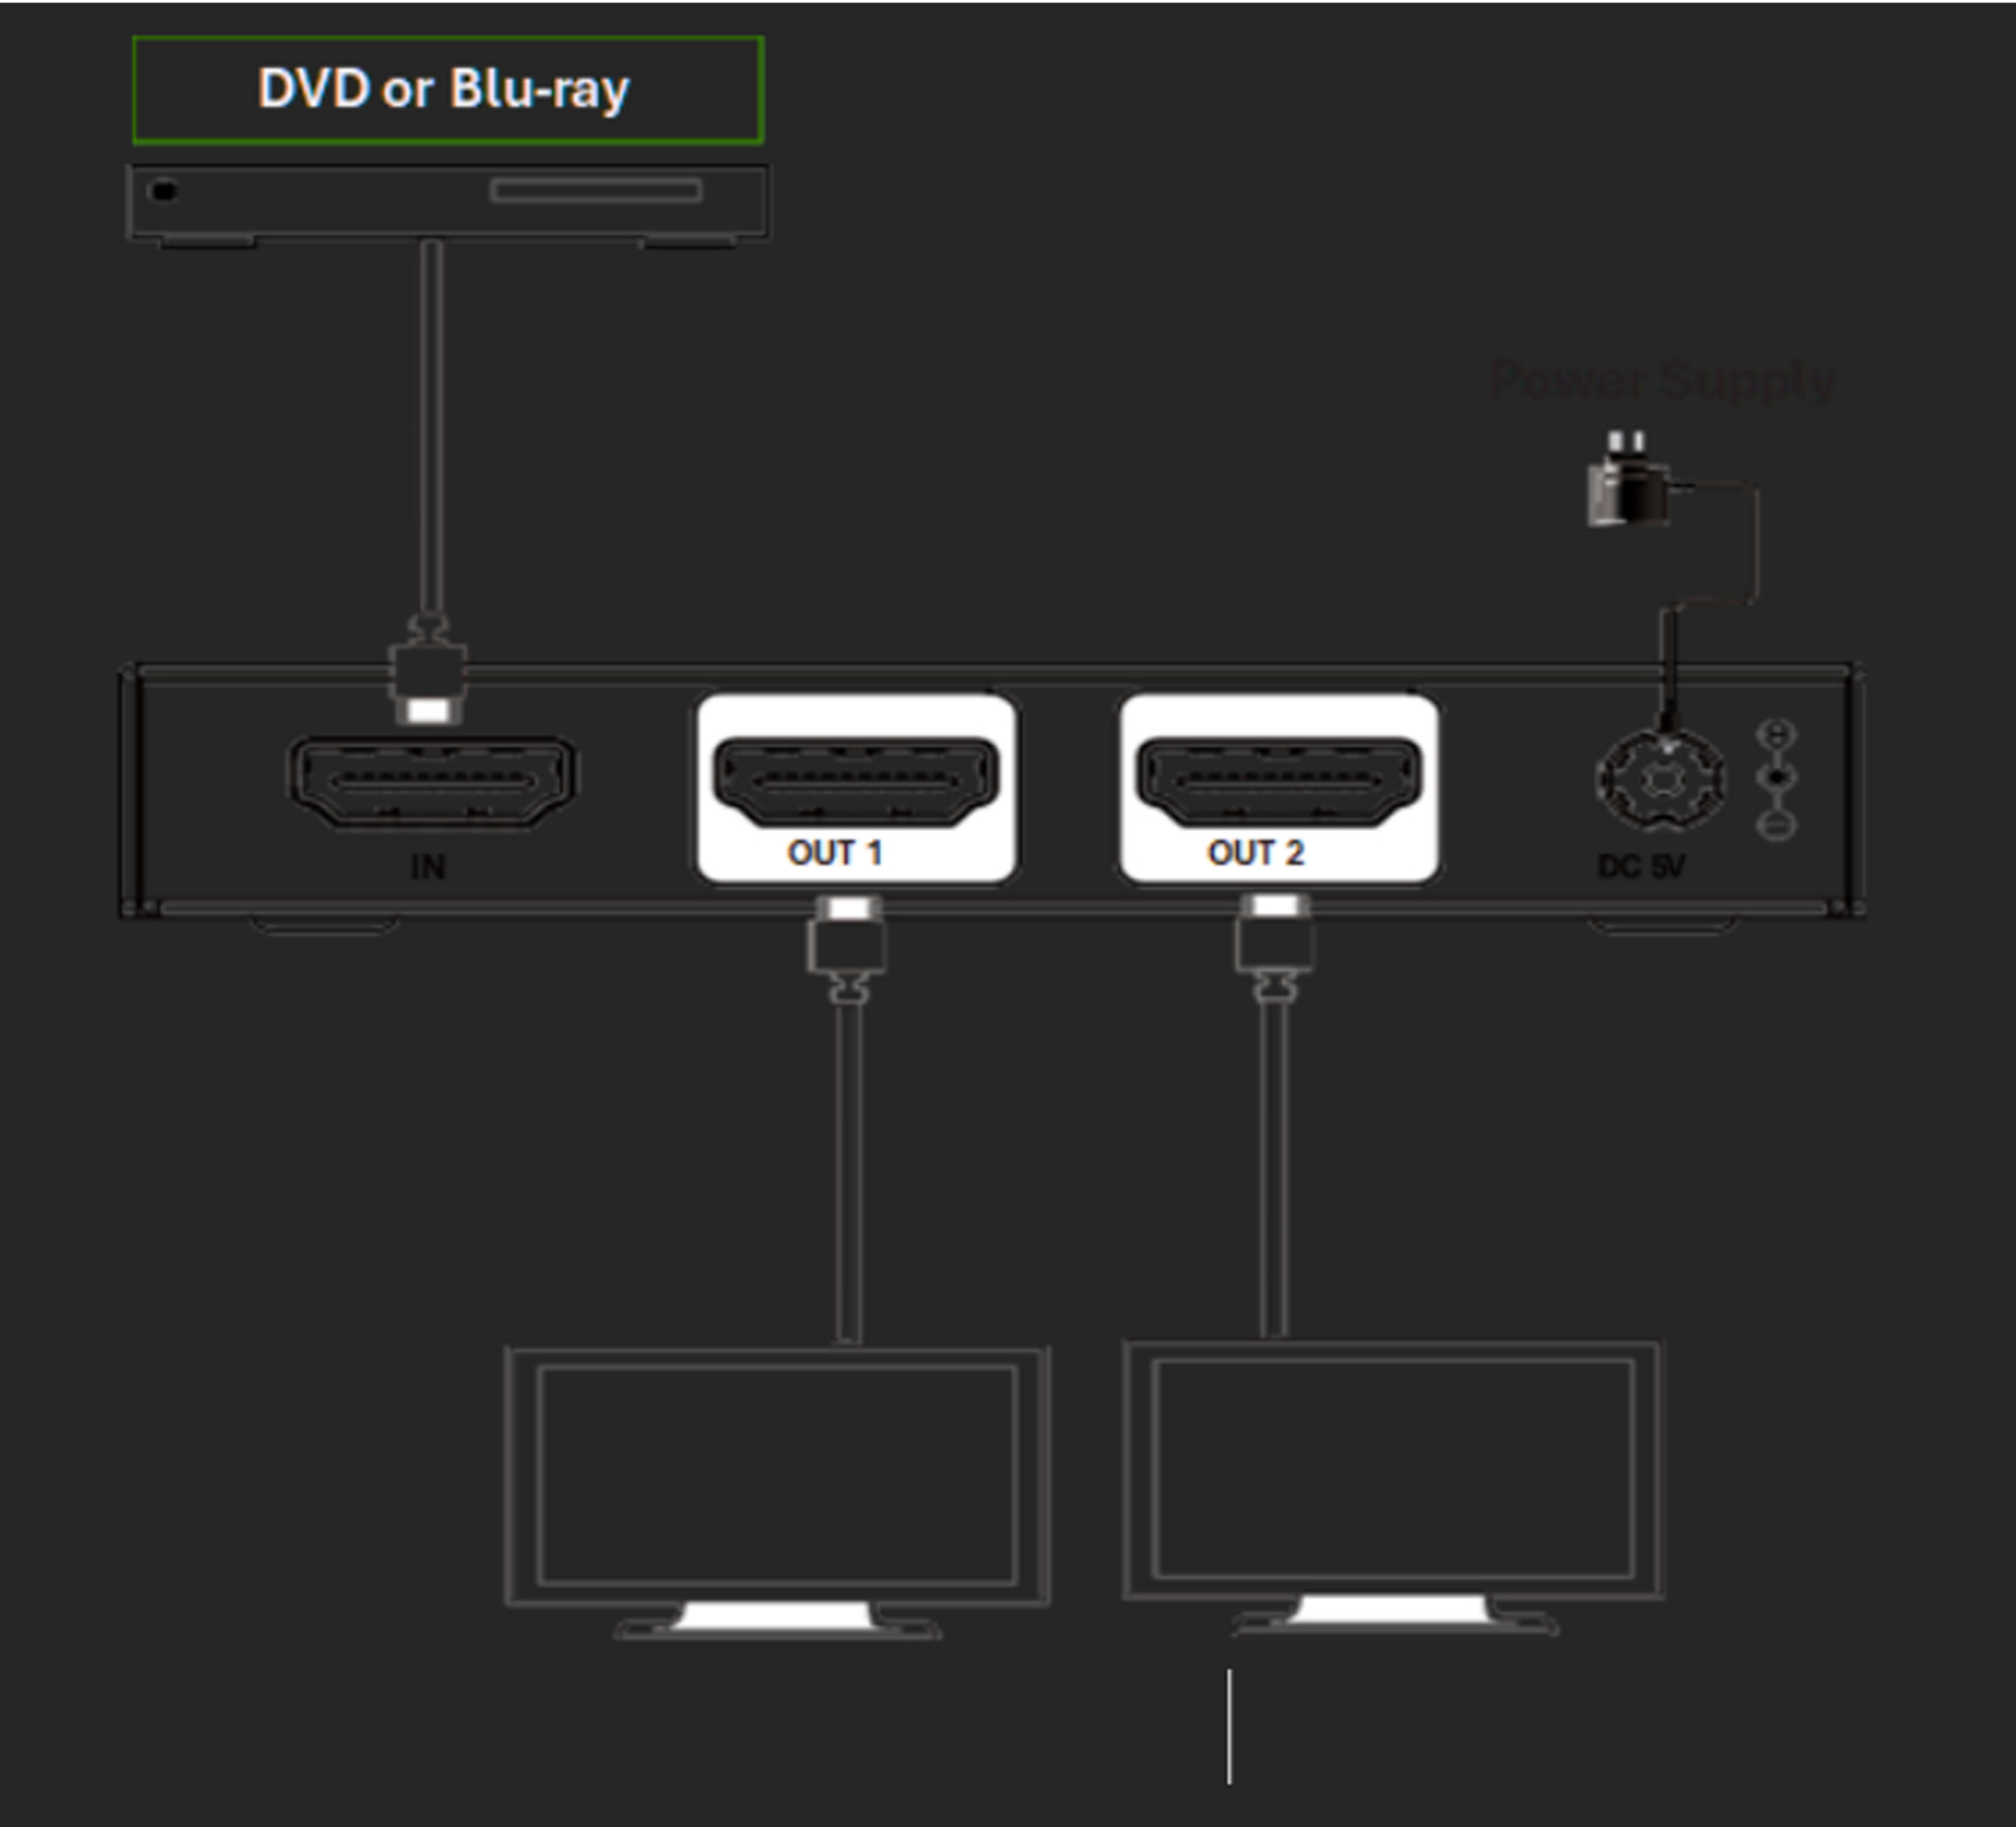 DVD or Blu-ray
Power Supply
OUT 1
OUT 2
IN
DC 5V